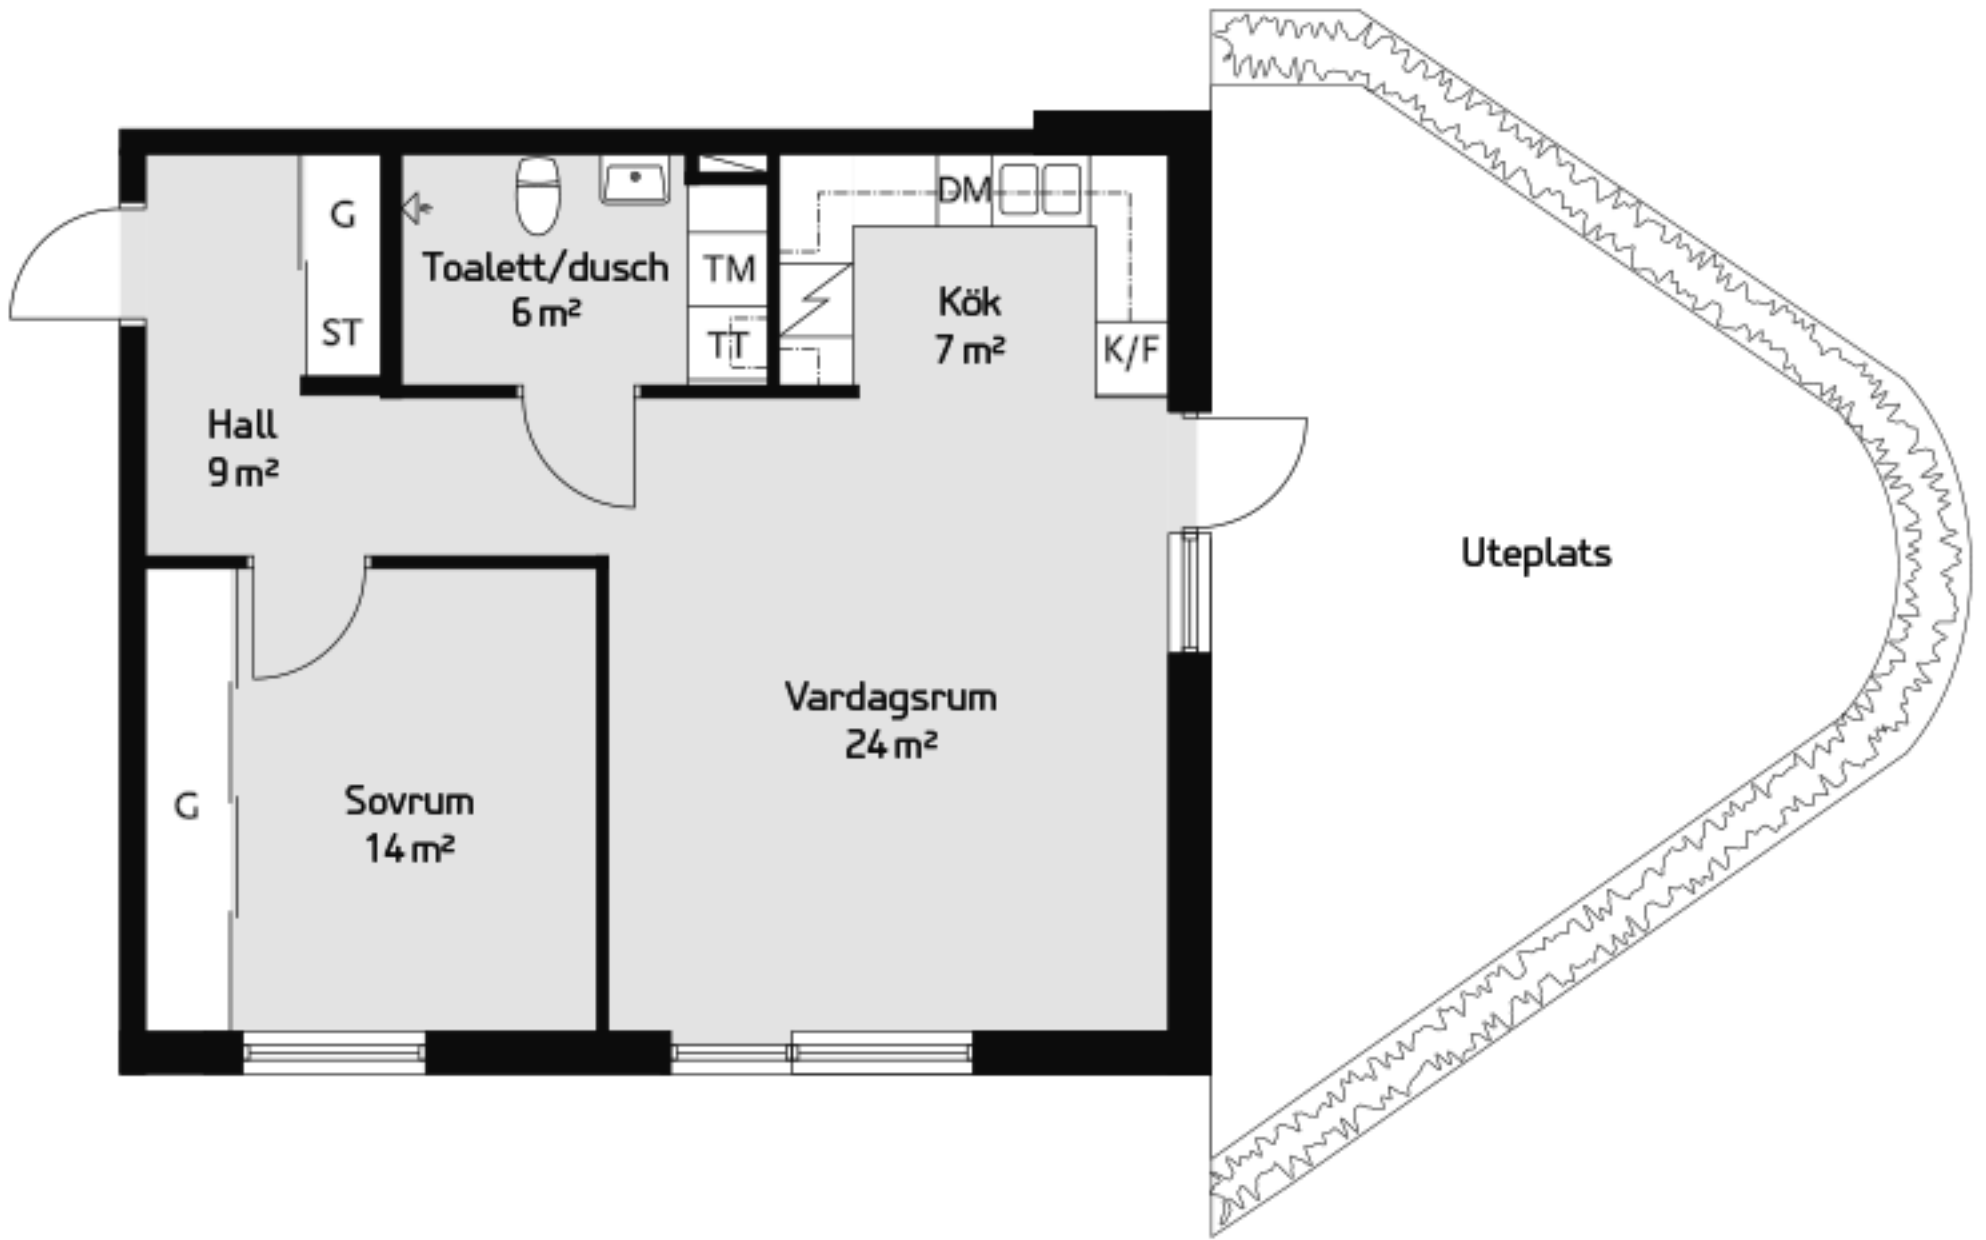 G
ST
Toalett/dusch
6 m²
TM
TT
DM
Kök
7 m²
K/F
Hall
9 m²
Uteplats
Vardagsrum
24 m²
G
Sovrum
14 m²